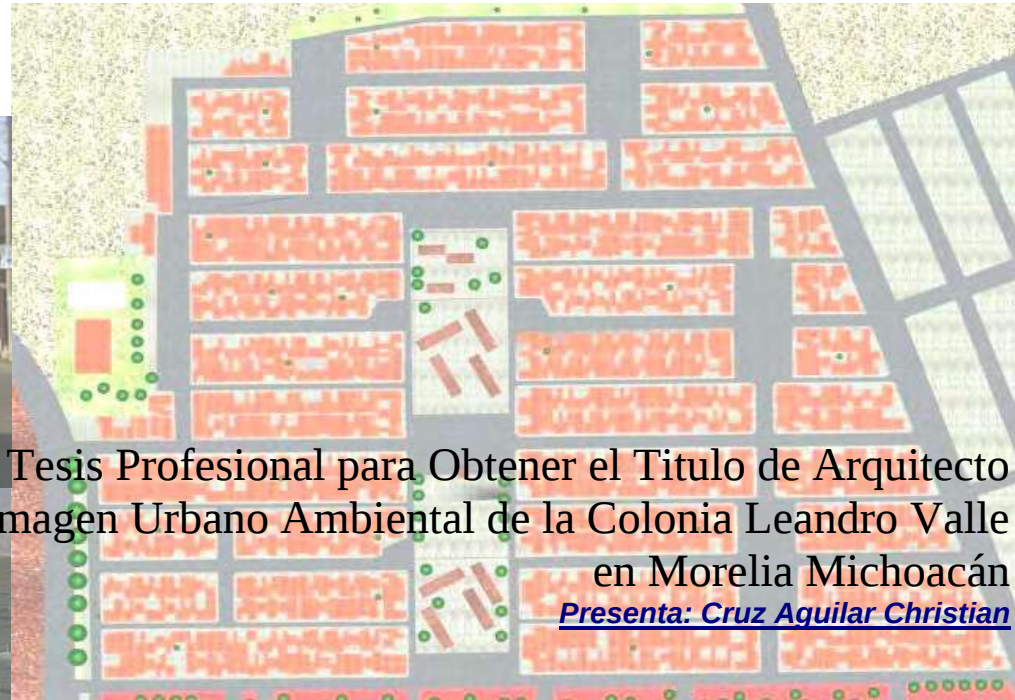 Tesis Profesional para Obtener el Titulo de Arquitecto
magen Urbano Ambiental de la Colonia Leandro Valle
en Morelia Michoacán
Presenta: Cruz Aguilar Christian